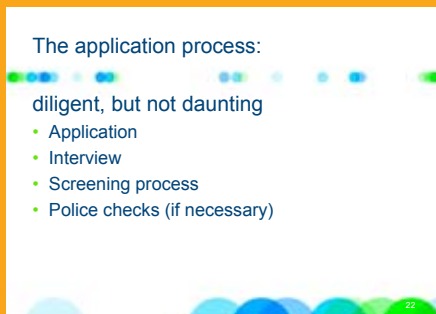 The application process:
diligent, but not daunting
• Application
• Interview
• Screening process
• Police checks (if necessary)
22